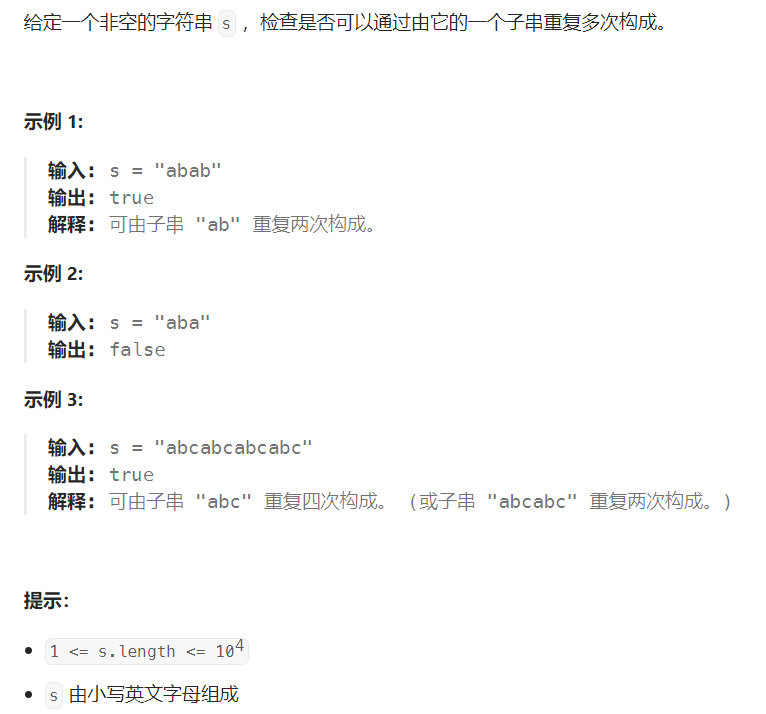 给定一个非空的字符串 s ，检查是否可以通过由它的一个子串重复多次构成。
示例 1:
输入: s = "abab"
输出: true
解释: 可由子串 "ab" 重复两次构成。
示例 2:
输入: s = "aba"
输出: false
示例 3:
输入: s = "abcabcabcabc"
输出: true
解释: 可由子串 "abc" 重复四次构成。 (或子串 "abcabc" 重复两次构成。)
提示：
• 1 <= s.length <= 10⁴
• s 由小写英文字母组成